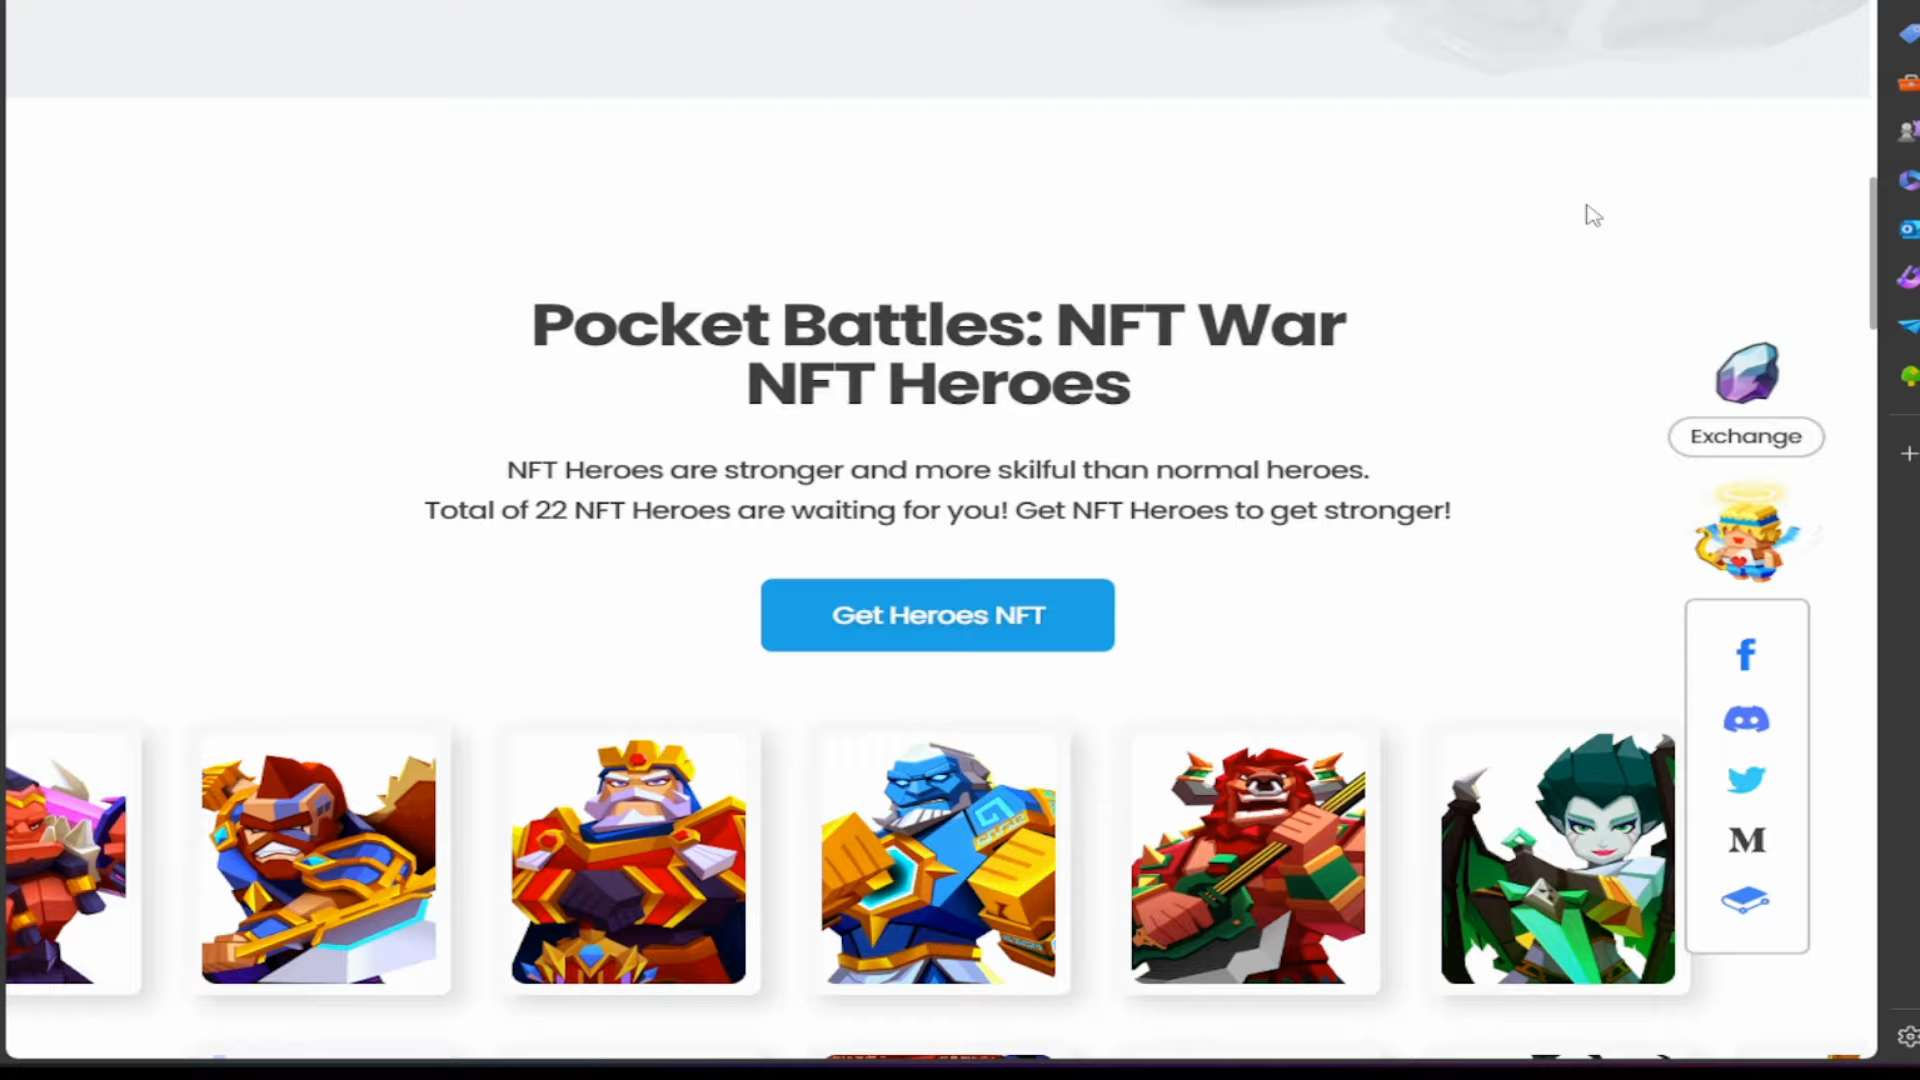 Pocket Battles: NFT War
NFT Heroes
NFT Heroes are stronger and more skilful than normal heroes.
Total of 22 NFT Heroes are waiting for you! Get NFT Heroes to get stronger!
Get Heroes NFT
Exchange